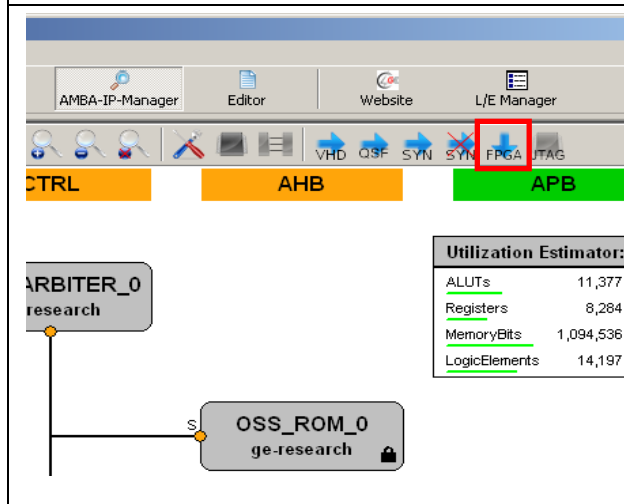 AMBA-IP-Manager Editor Website L/E Manager
VHD QSF SYN SYN FPGA JTAG
CTRL AHB APB
Utilization Estimator:
ALUTs 11,377
Registers 8,284
MemoryBits 1,094,536
LogicElements 14,197
ARBITER_0
research
S
OSS_ROM_0
ge-research